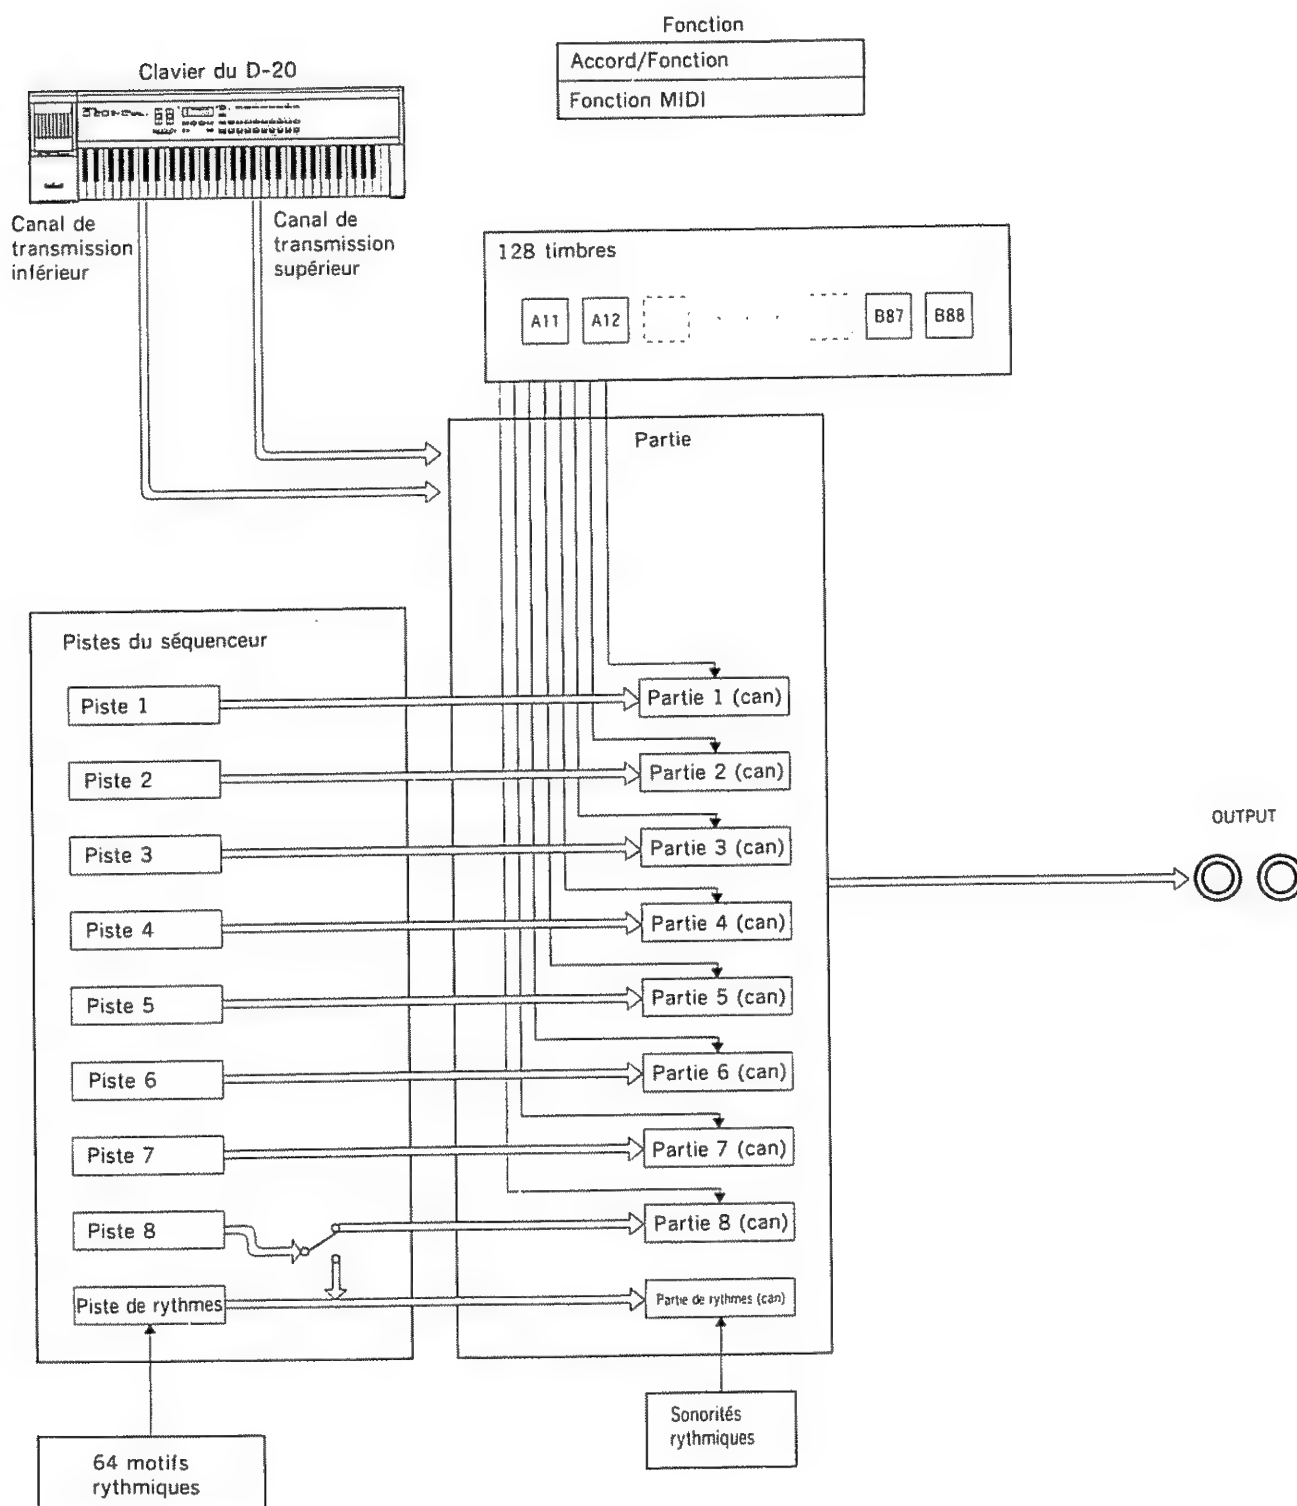 Fonction
Accord/Fonction
Fonction MIDI
Clavier du D-20
Canal de
transmission
inférieur
Canal de
transmission
supérieur
128 timbres
A11
A12
B87
B88
Partie
Pistes du séquenceur
Piste 1
Partie 1 (can)
Piste 2
Partie 2 (can)
Piste 3
Partie 3 (can)
OUTPUT
Piste 4
Partie 4 (can)
Piste 5
Partie 5 (can)
Piste 6
Partie 6 (can)
Piste 7
Partie 7 (can)
Piste 8
Partie 8 (can)
Piste de rythmes
Partie de rythmes (can)
Sonorités
rythmiques
64 motifs
rythmiques